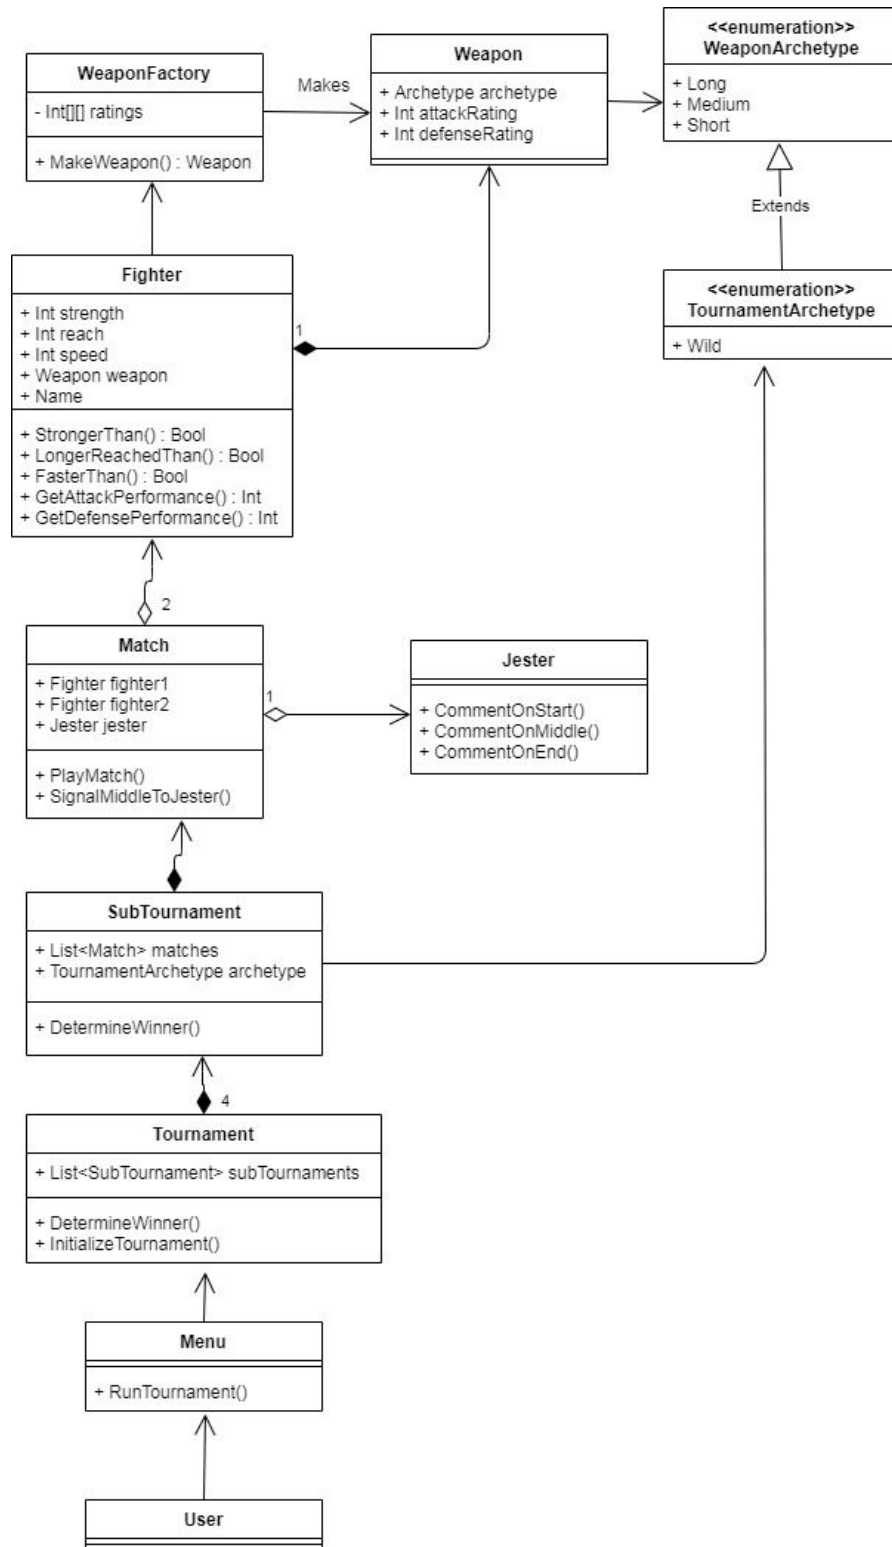 WeaponFactory
- Int[][] ratings
+ MakeWeapon() : Weapon
Makes
Weapon
+ Archetype archetype
+ Int attackRating
+ Int defenseRating
<<enumeration>>
WeaponArchetype
+ Long
+ Medium
+ Short
Extends
<<enumeration>>
TournamentArchetype
+ Wild
Fighter
+ Int strength
+ Int reach
+ Int speed
+ Weapon weapon
+ Name
+ StrongerThan() : Bool
+ LongerReachedThan() : Bool
+ FasterThan() : Bool
+ GetAttackPerformance() : Int
+ GetDefensePerformance() : Int
1
2
Match
+ Fighter fighter1
+ Fighter fighter2
+ Jester jester
+ PlayMatch()
+ SignalMiddleToJester()
1
Jester
+ CommentOnStart()
+ CommentOnMiddle()
+ CommentOnEnd()
SubTournament
+ List<Match> matches
+ TournamentArchetype archetype
+ DetermineWinner()
4
Tournament
+ List<SubTournament> subTournaments
+ DetermineWinner()
+ InitializeTournament()
Menu
+ RunTournament()
User